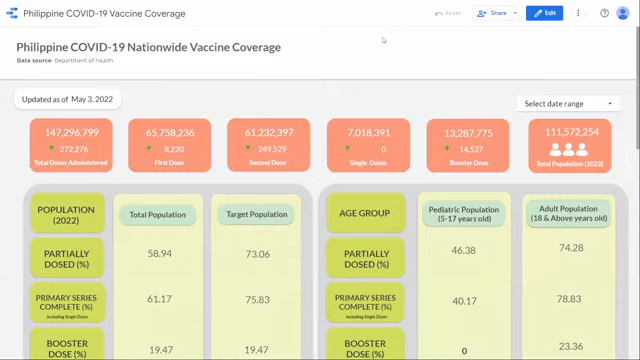 Philippine COVID-19 Vaccine Coverage
Reset
Share
Edit
Philippine COVID-19 Nationwide Vaccine Coverage
Data source: Department of Health
Updated as of May 3, 2022
Select date range
147,296,799
272,276
Total Doses Administered
65,758,236
8,220
First Dose
61,232,397
249,529
Second Dose
7,018,391
0
Single Doses
13,287,775
14,527
Booster Dose
111,572,254
Total Population (2022)
POPULATION
(2022)
Total Population
Target Population
PARTIALLY
DOSED (%)
58.94
73.06
PRIMARY SERIES
COMPLETE (%)
Including Single Doses
61.17
75.83
BOOSTER
DOSE (%)
19.47
19.47
AGE GROUP
Pediatric Population
(5-17 years old)
Adult Population
(18 & Above years old)
PARTIALLY
DOSED (%)
46.38
74.28
PRIMARY SERIES
COMPLETE (%)
Including Single Doses
40.17
78.83
BOOSTER
DOSE (%)
0
23.36